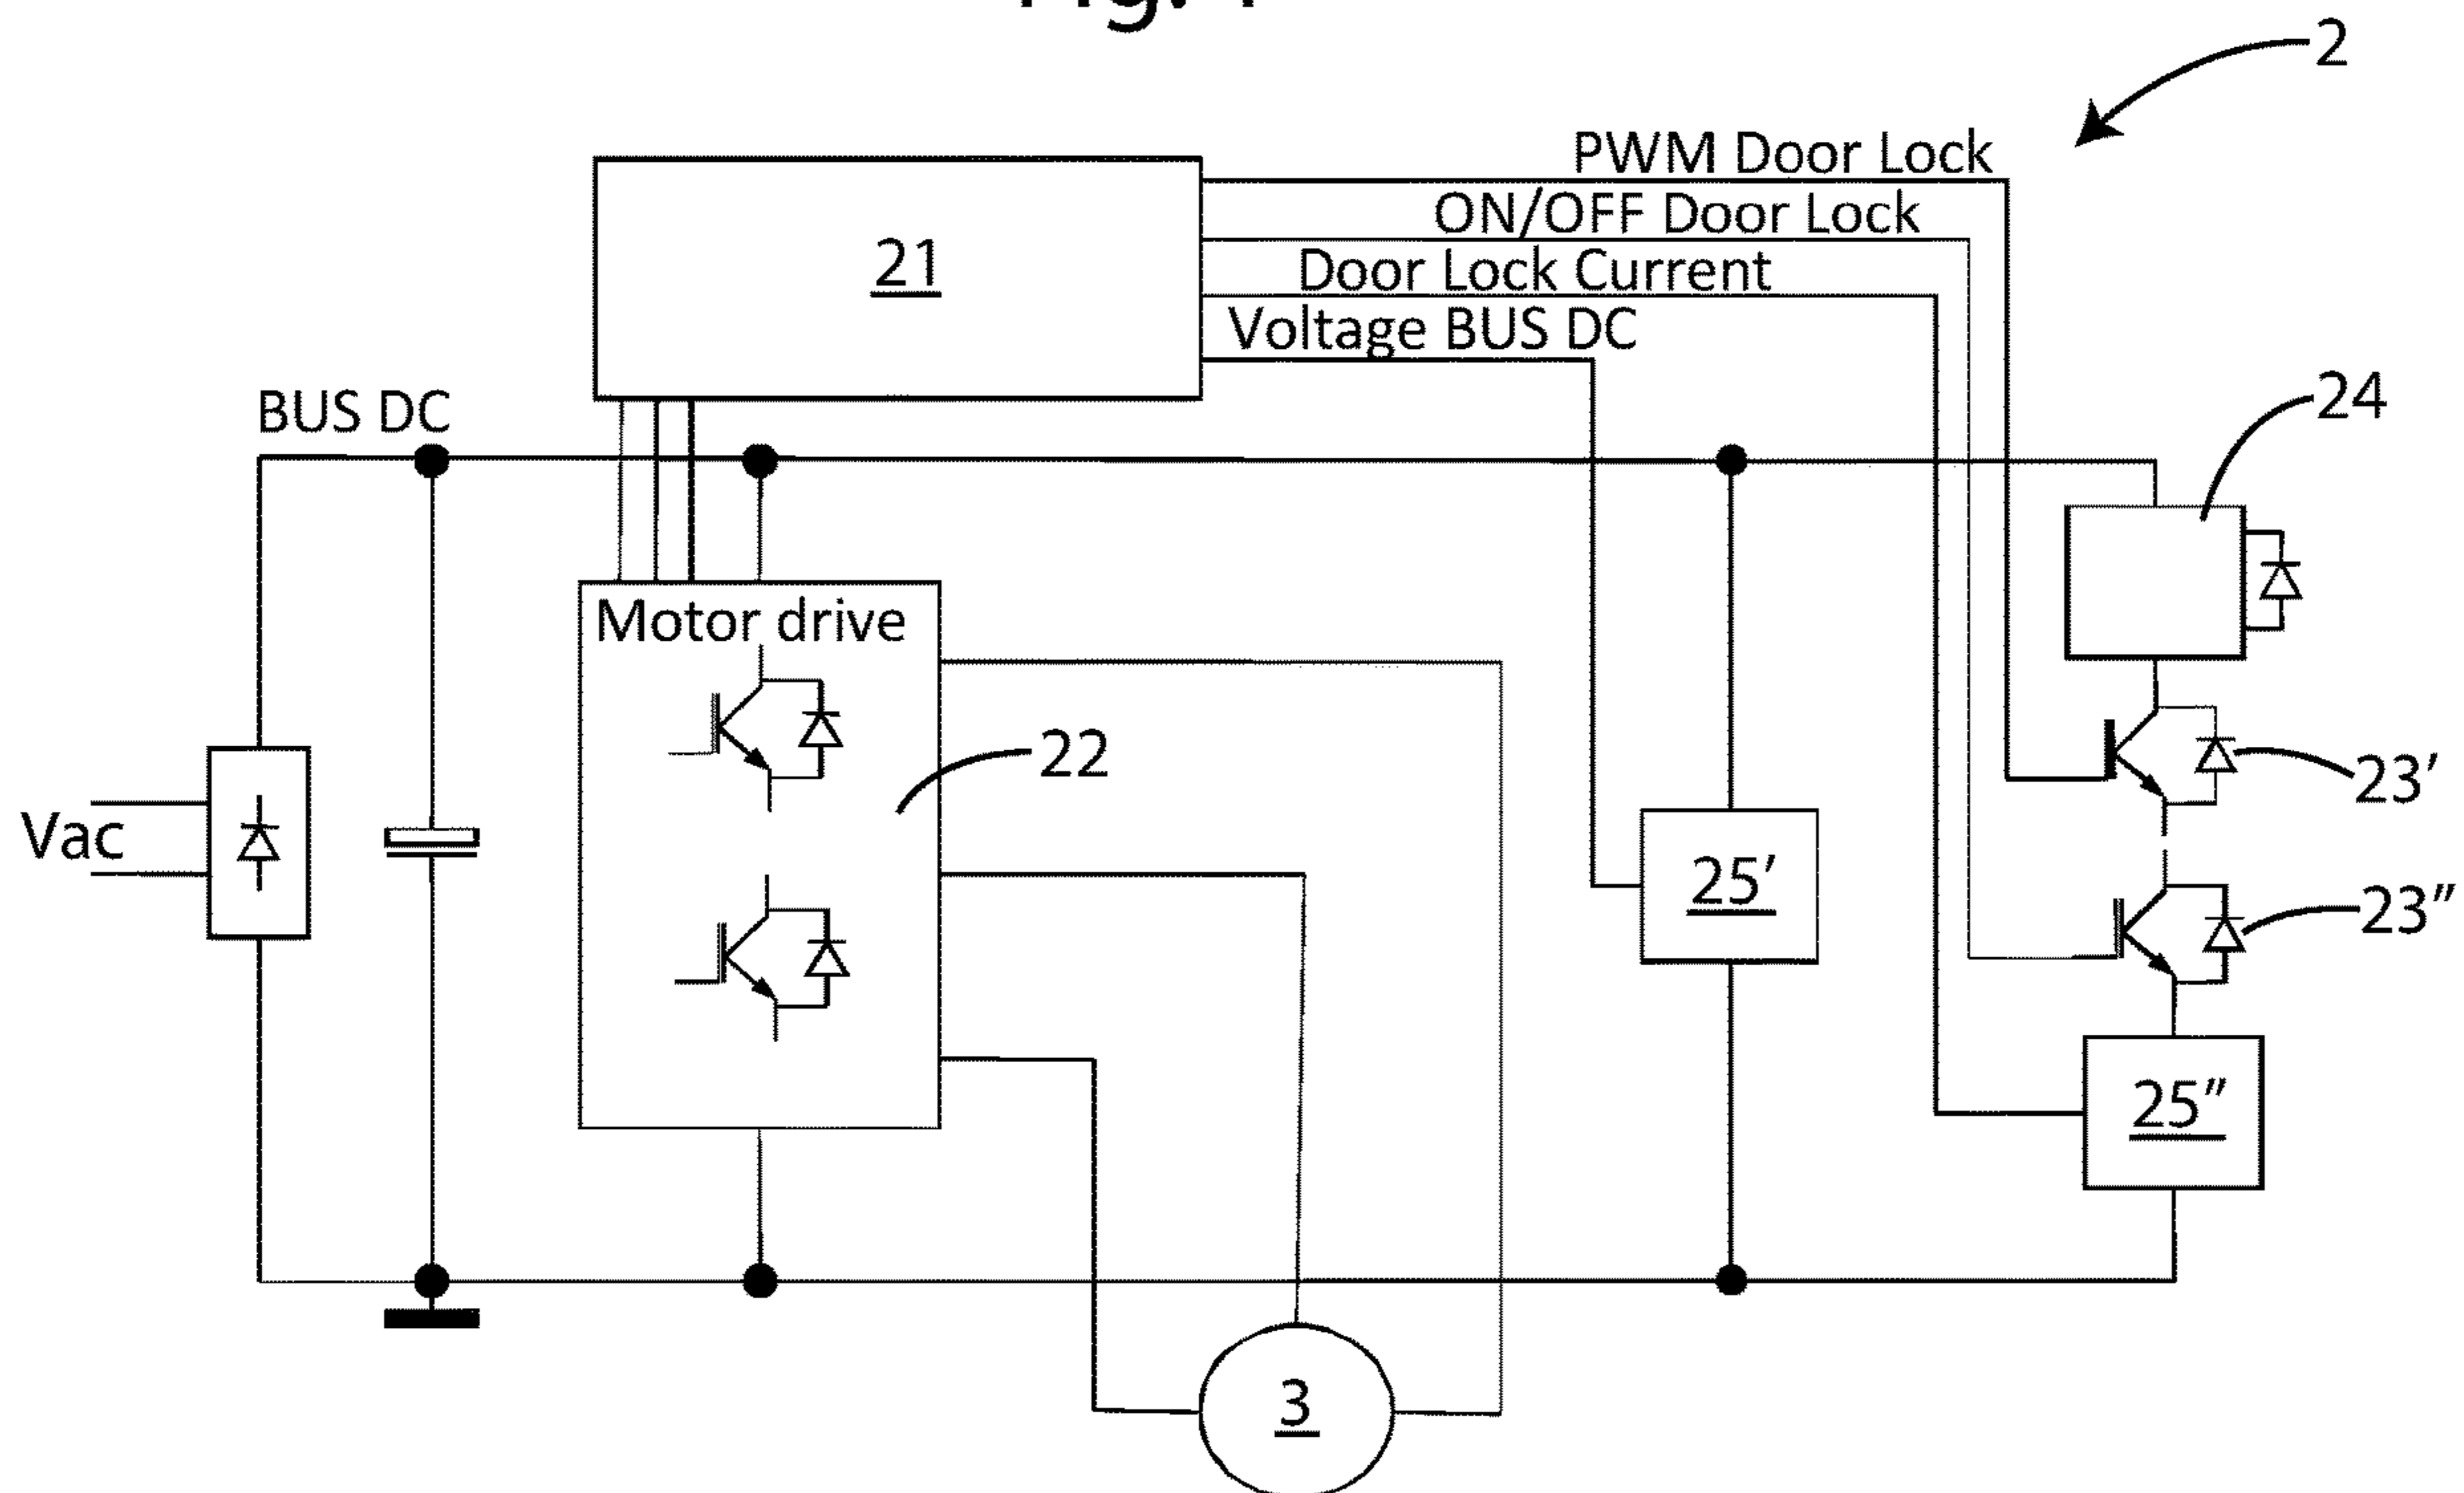 2
PWM Door Lock
ON/OFF Door Lock
21
Door Lock Current
Voltage BUS DC
BUS DC
24
Motor drive
22
23'
Vac
25'
23"
25"
3